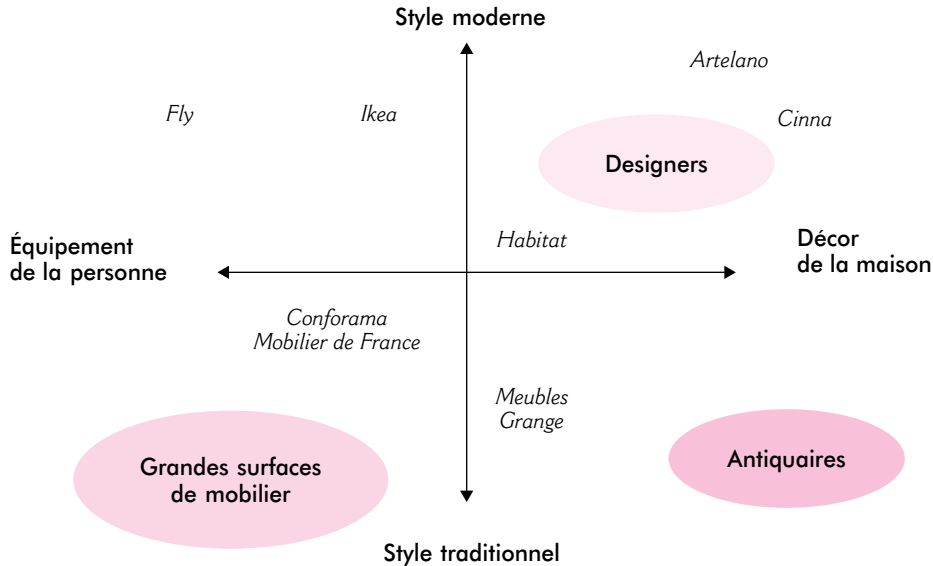 Style moderne
Artelano
Fly
Ikea
Cinna
Designers
Habitat
Équipement
de la personne
Décor
de la maison
Conforama
Mobilier de France
Meubles
Grange
Grandes surfaces
de mobilier
Antiquaires
Style traditionnel